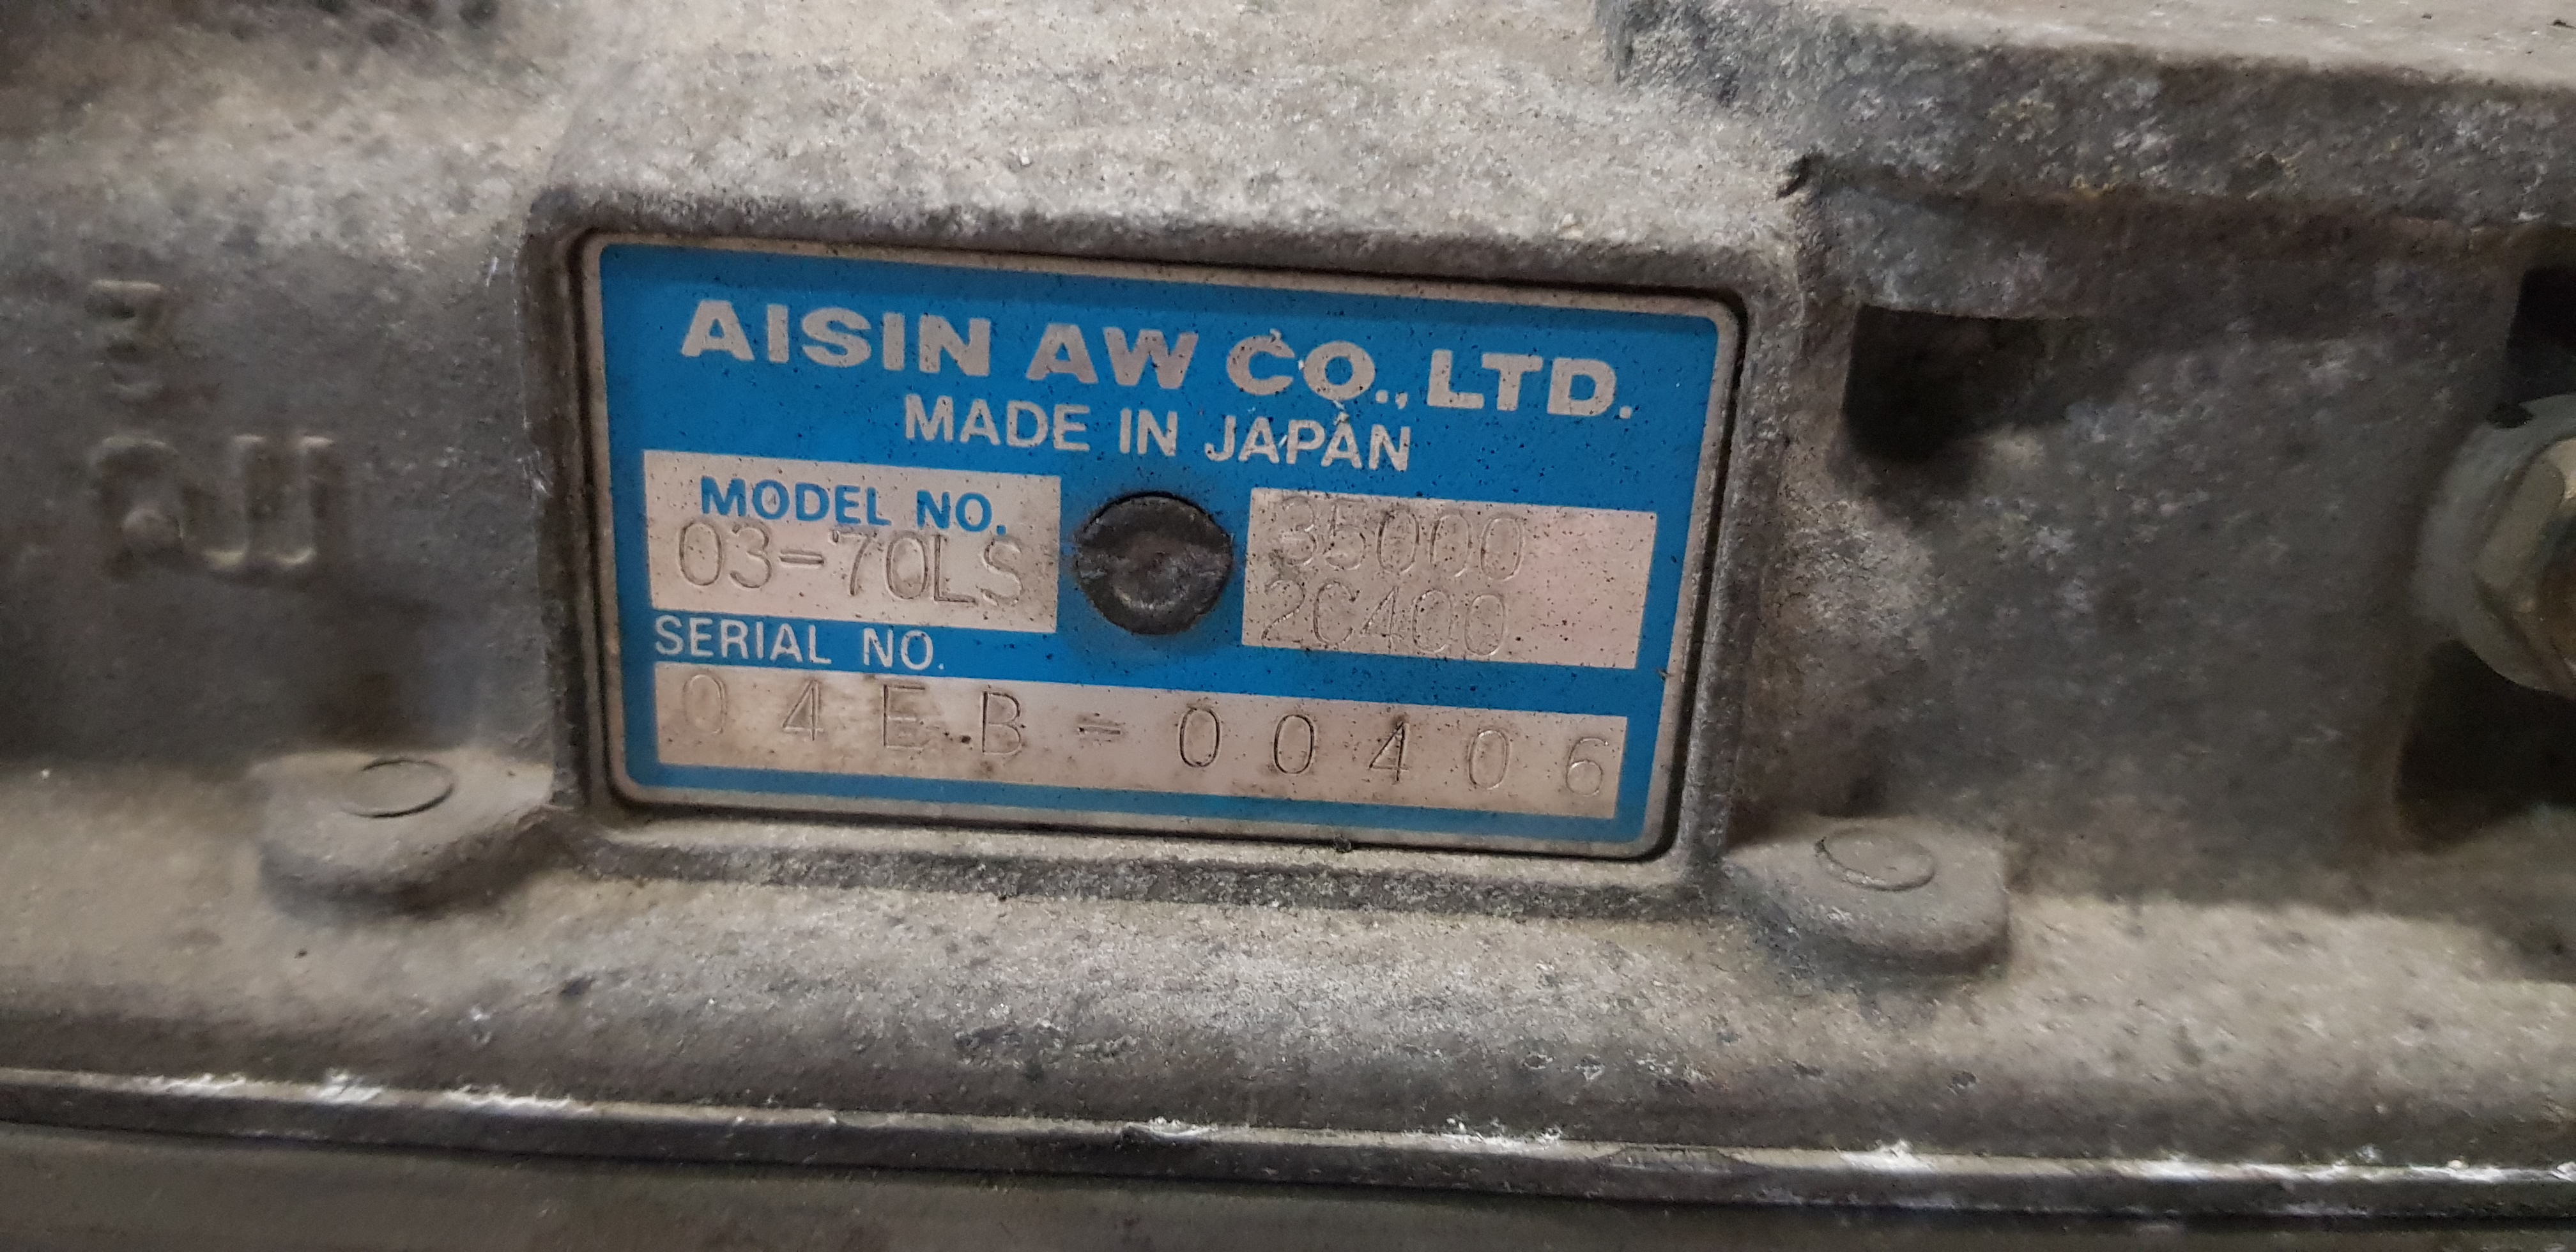 AISIN AW CO., LTD.
MADE IN JAPAN
MODEL NO.
03-70LS
35000
2C400
SERIAL NO.
04EB-00406